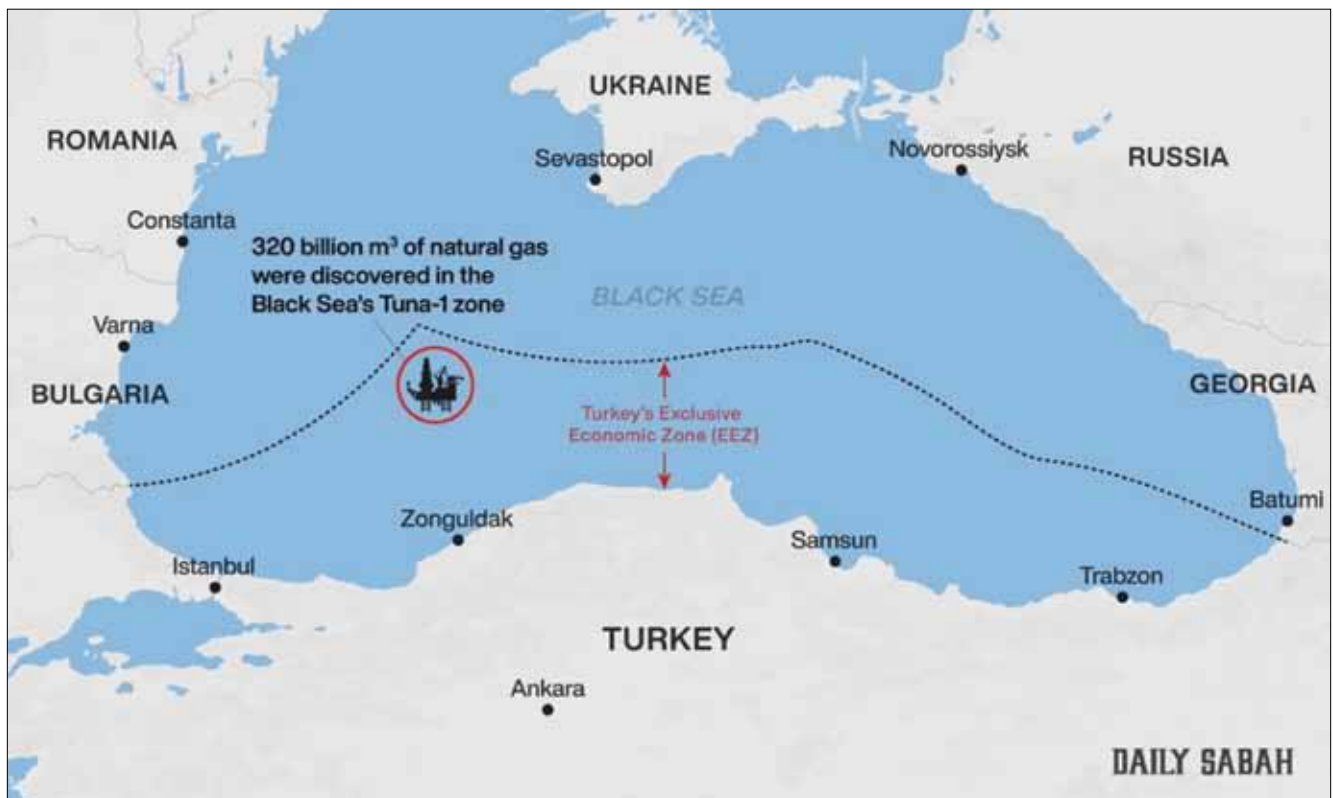 UKRAINE
ROMANIA
Sevastopol
Novorossiysk
RUSSIA
Constanta
320 billion m³ of natural gas
were discovered in the
Black Sea's Tuna-1 zone
BLACK SEA
Varna
BULGARIA
GEORGIA
Turkey's Exclusive
Economic Zone (EEZ)
Batumi
Zonguldak
Samsun
Istanbul
Trabzon
TURKEY
Ankara
DAILY SABAH